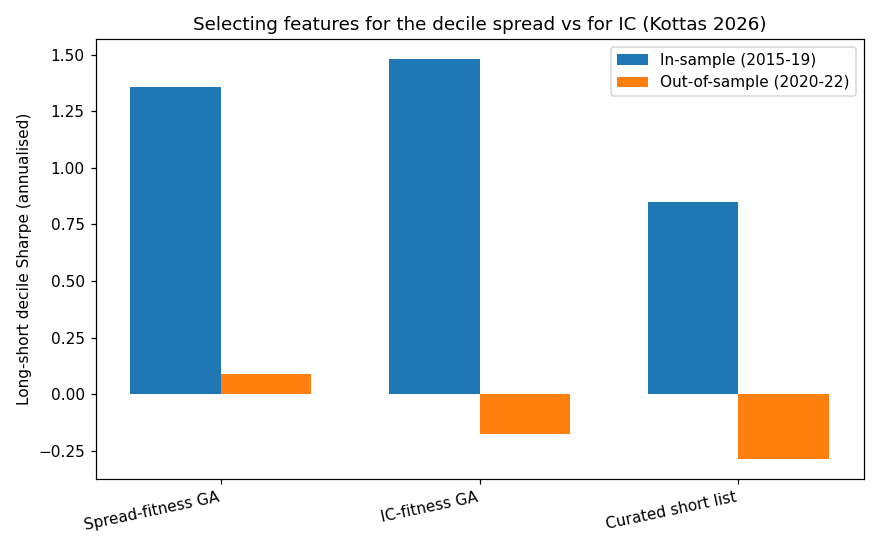 Selecting features for the decile spread vs for IC (Kottas 2026)
In-sample (2015-19)
Out-of-sample (2020-22)
Long-short decile Sharpe (annualised)
1.50
1.25
1.00
0.75
0.50
0.25
0.00
−0.25
Spread-fitness GA
IC-fitness GA
Curated short list